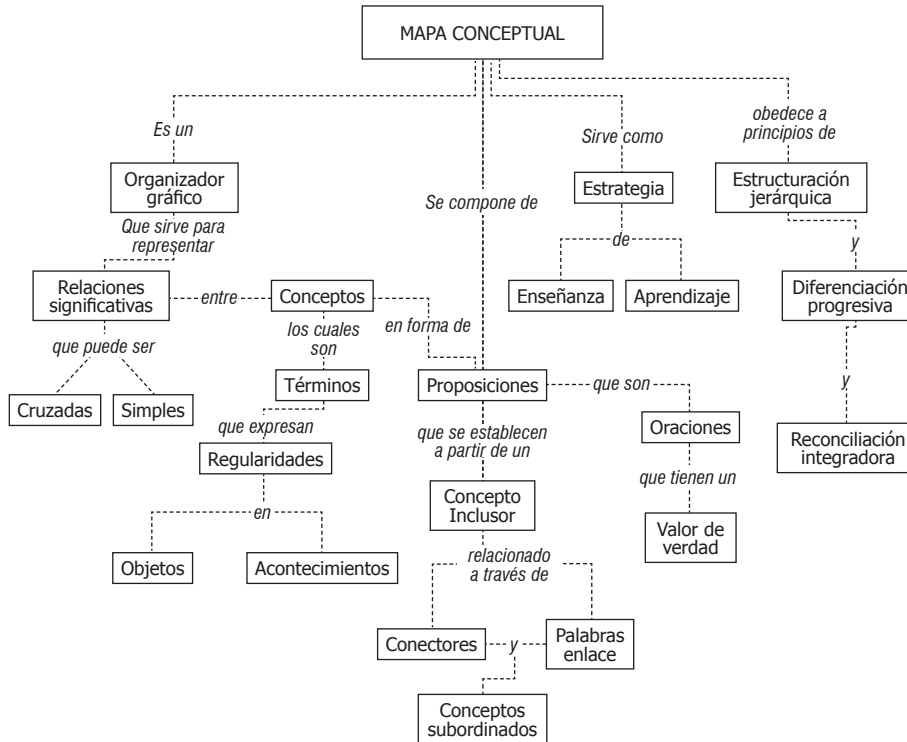 MAPA CONCEPTUAL
Es un
Organizador
gráfico
Que sirve para
representar
Relaciones
significativas
entre
Conceptos
en forma de
que puede ser
Cruzadas
Simples
los cuales
son
Términos
que expresan
Regularidades
en
Objetos
Acontecimientos
Se compone de
Proposiciones
que son
Oraciones
que tienen un
Valor de
verdad
que se establecen
a partir de un
Concepto
Inclusor
relacionado
a través de
Conectores
y
Palabras
enlace
Conceptos
subordinados
Sirve como
Estrategia
de
Enseñanza
Aprendizaje
obedece a
principios de
Estructuración
jerárquica
y
Diferenciación
progresiva
y
Reconciliación
integradora